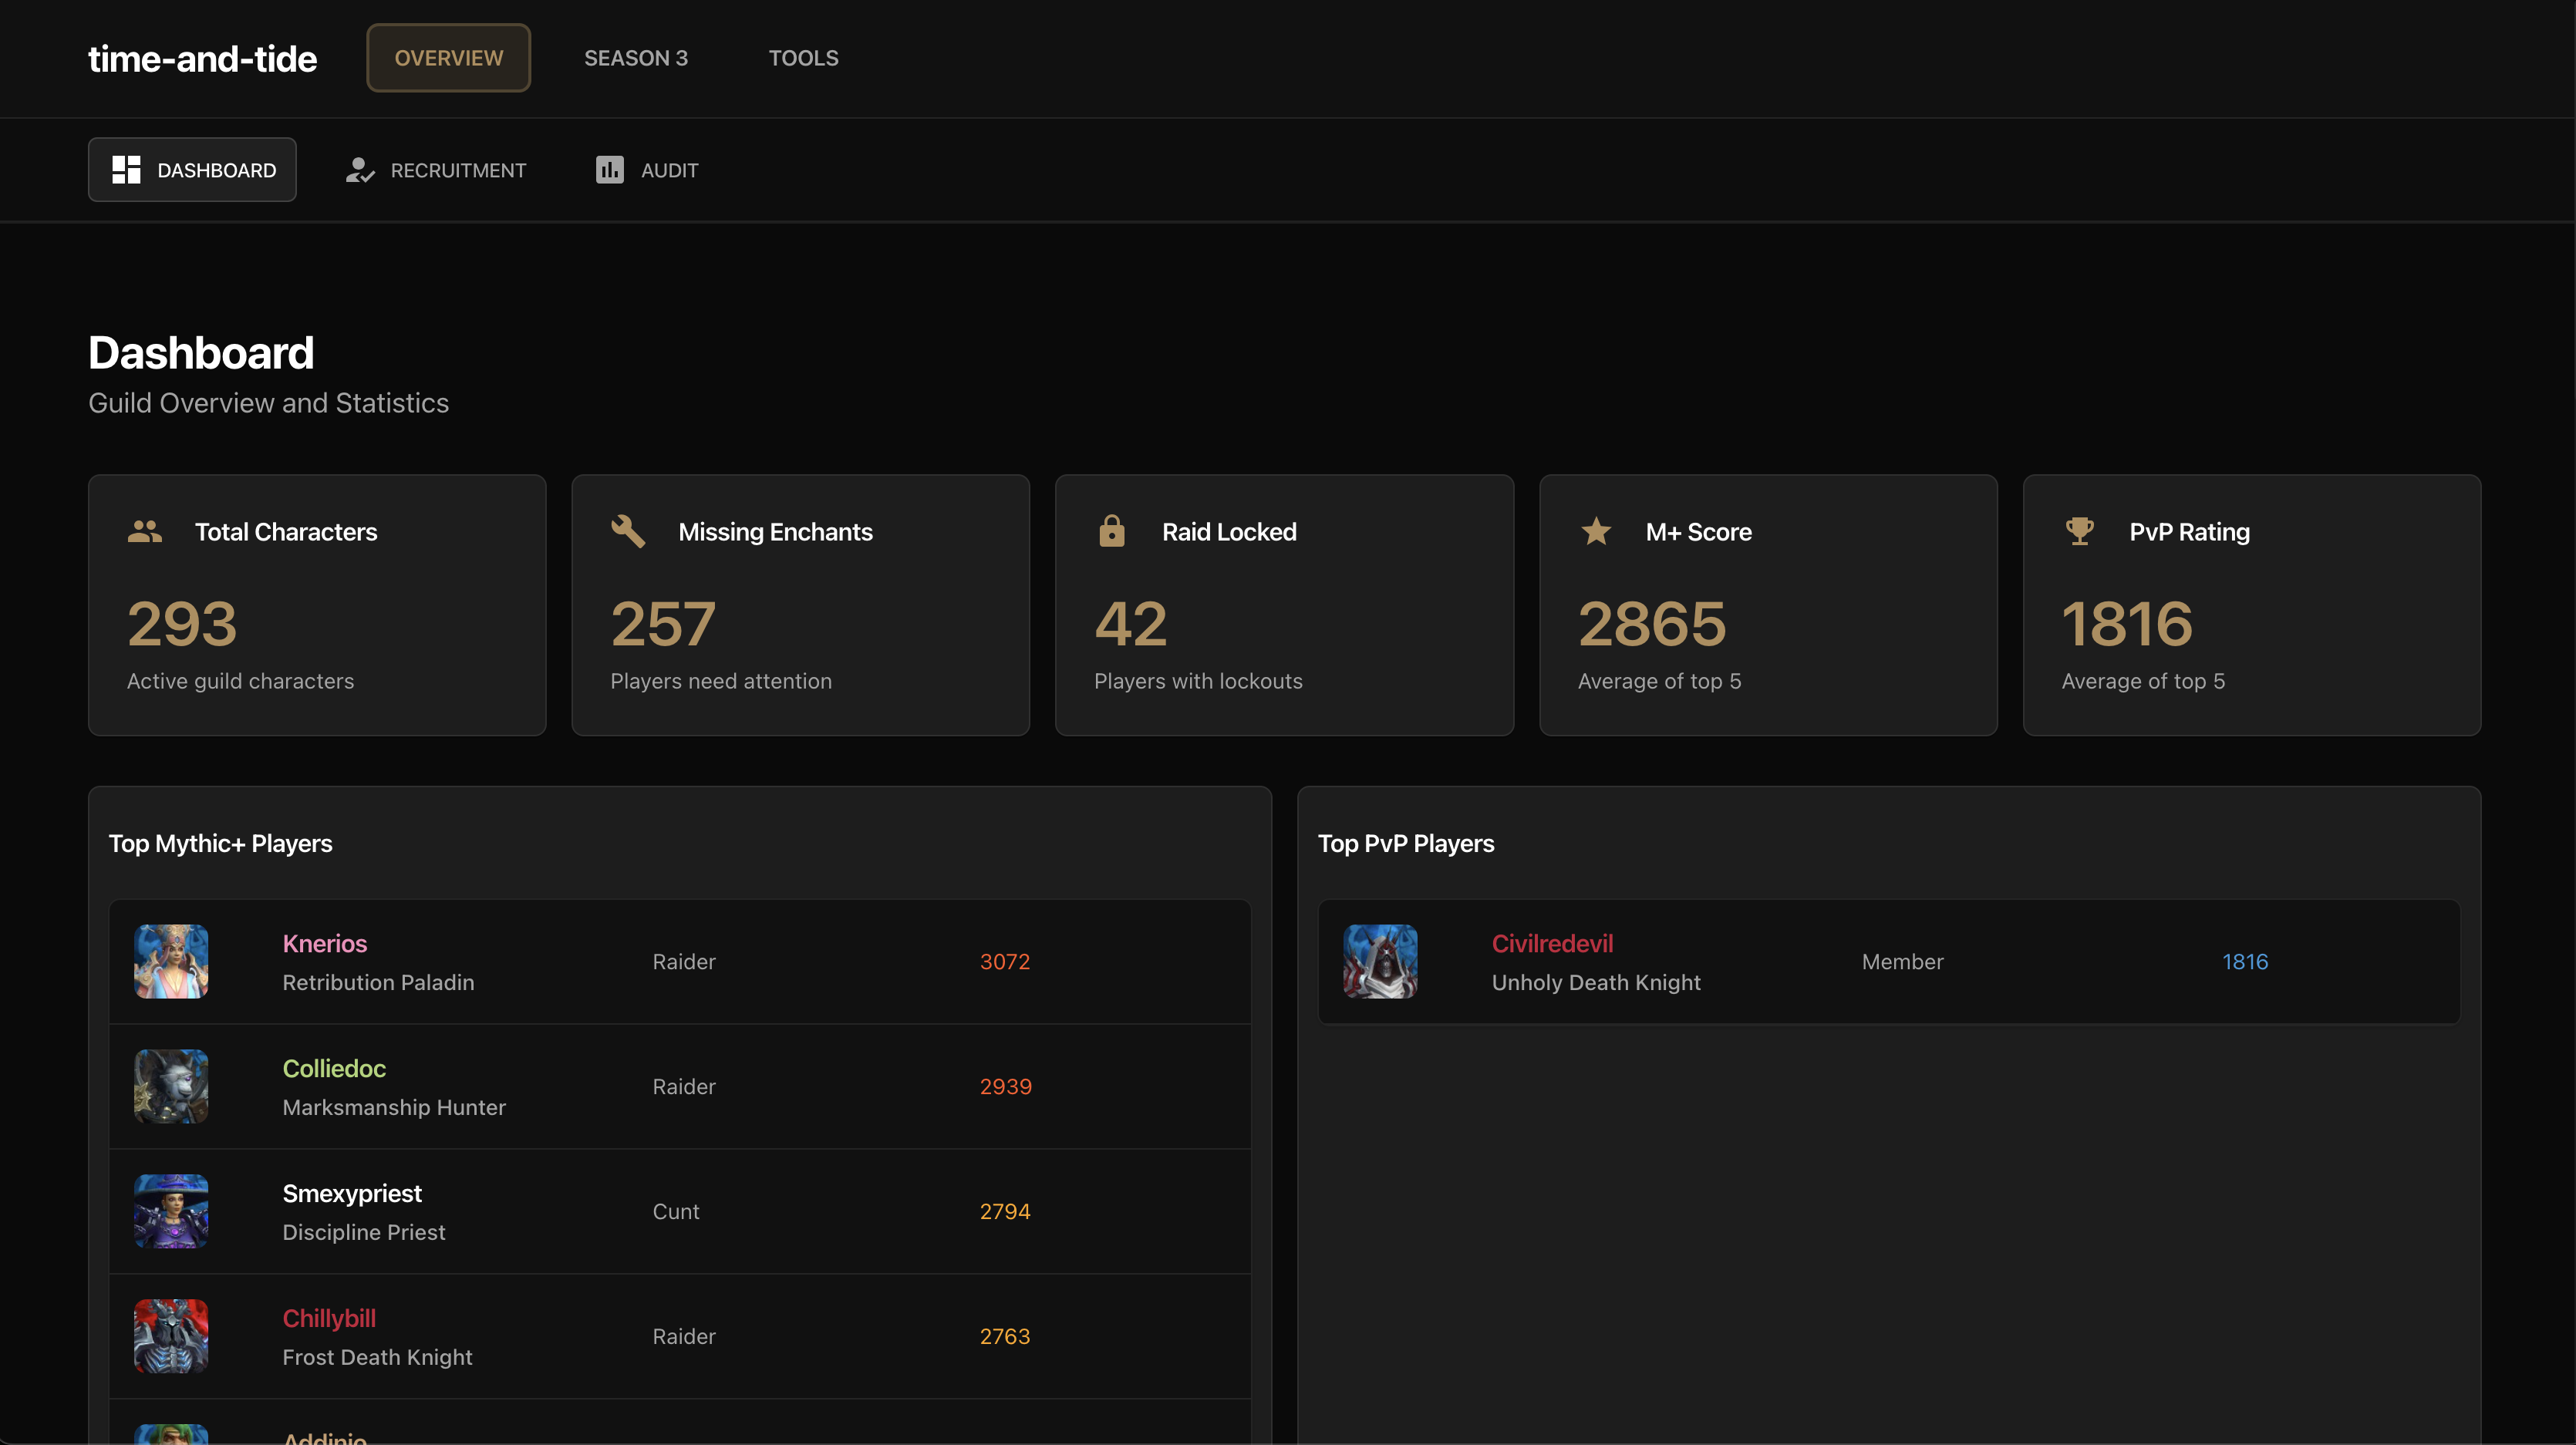 time-and-tide
OVERVIEW
SEASON 3
TOOLS
DASHBOARD
RECRUITMENT
AUDIT
Dashboard
Guild Overview and Statistics
Total Characters
293
Active guild characters
Missing Enchants
257
Players need attention
Raid Locked
42
Players with lockouts
M+ Score
2865
Average of top 5
PvP Rating
1816
Average of top 5
Top Mythic+ Players
Knerios
Retribution Paladin
Raider
3072
Colliedoc
Marksmanship Hunter
Raider
2939
Smexypriest
Discipline Priest
Cunt
2794
Chillybill
Frost Death Knight
Raider
2763
Addinio
Top PvP Players
Civilredevil
Unholy Death Knight
Member
1816